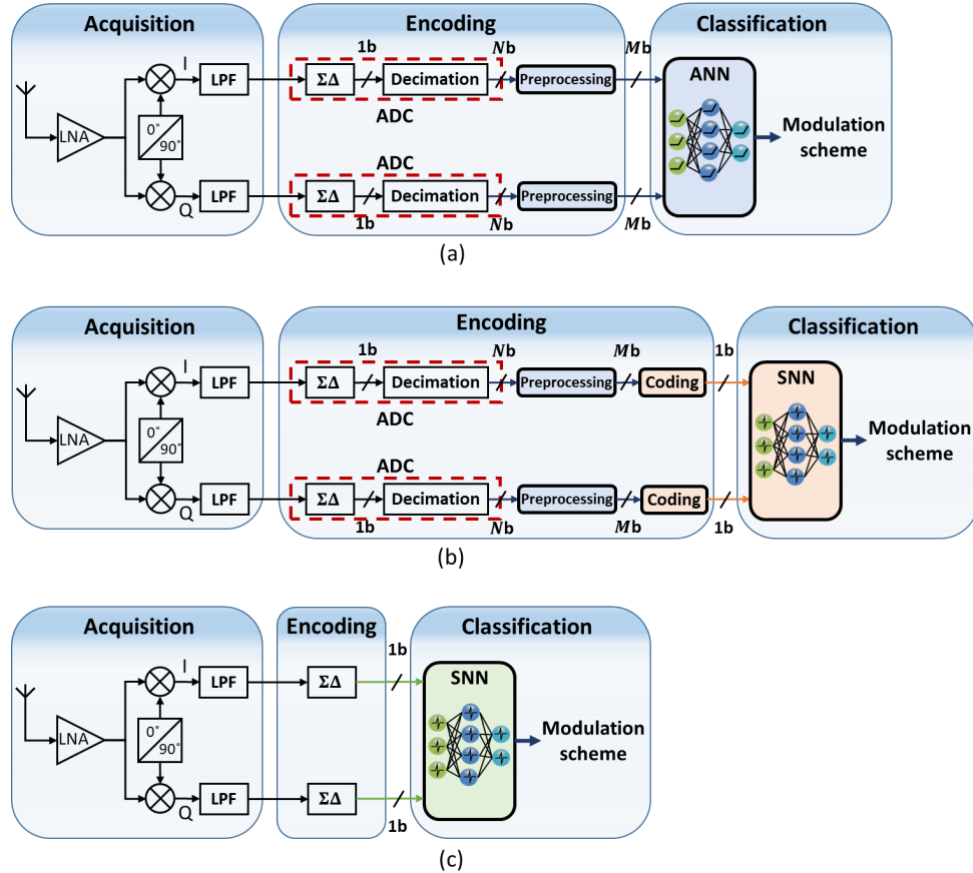 Acquisition
Encoding
Classification
1b
Nb
Mb
I
LPF
ΣΔ
Decimation
Preprocessing
ANN
ADC
LNA
0°
90°
Modulation
scheme
ADC
Q
LPF
ΣΔ
Decimation
Preprocessing
1b
Nb
Mb
(a)
Acquisition
Encoding
Classification
1b
Nb
Mb
1b
I
LPF
ΣΔ
Decimation
Preprocessing
Coding
SNN
ADC
LNA
0°
90°
Modulation
scheme
ADC
Q
LPF
ΣΔ
Decimation
Preprocessing
Coding
1b
Nb
Mb
1b
(b)
Acquisition
Encoding
Classification
1b
I
LPF
ΣΔ
SNN
LNA
0°
90°
Modulation
scheme
Q
LPF
ΣΔ
1b
(c)